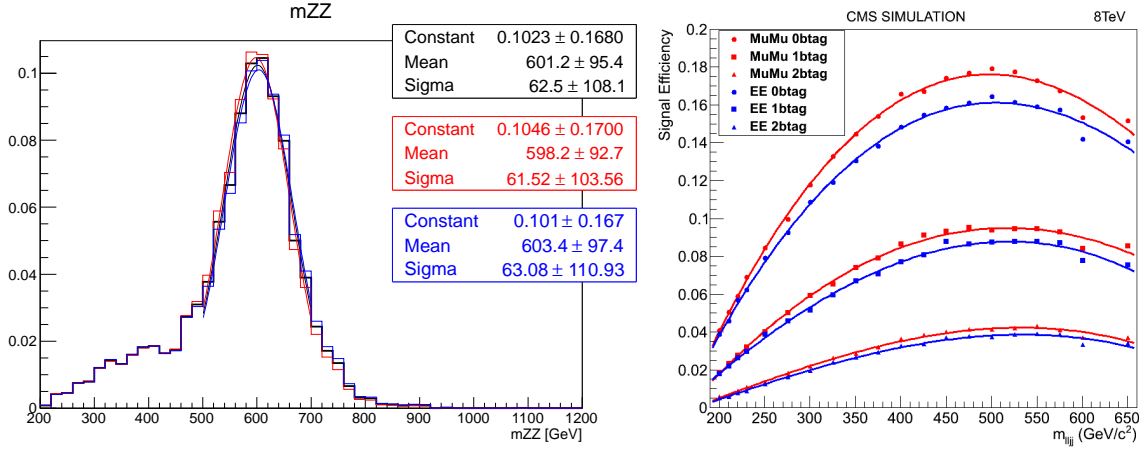 mZZ
Constant 0.1023 ± 0.1680
Mean 601.2 ± 95.4
Sigma 62.5 ± 108.1
Constant 0.1046 ± 0.1700
Mean 598.2 ± 92.7
Sigma 61.52 ± 103.56
Constant 0.101 ± 0.167
Mean 603.4 ± 97.4
Sigma 63.08 ± 110.93
0.1
0.08
0.06
0.04
0.02
0
200 300 400 500 600 700 800 900 1000 1100 1200
mZZ [GeV]
CMS SIMULATION 8TeV
Signal Efficiency
MuMu 0btag
MuMu 1btag
MuMu 2btag
EE 0btag
EE 1btag
EE 2btag
0.2
0.18
0.16
0.14
0.12
0.1
0.08
0.06
0.04
0.02
0
200 250 300 350 400 450 500 550 600 650
m_lljj (GeV/c²)